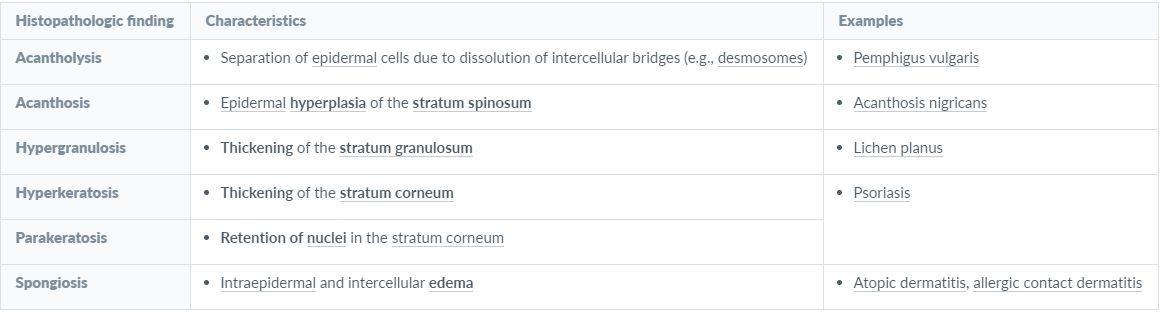 Histopathologic finding Characteristics Examples
Acantholysis • Separation of epidermal cells due to dissolution of intercellular bridges (e.g., desmosomes) • Pemphigus vulgaris
Acanthosis • Epidermal hyperplasia of the stratum spinosum • Acanthosis nigricans
Hypergranulosis • Thickening of the stratum granulosum • Lichen planus
Hyperkeratosis • Thickening of the stratum corneum • Psoriasis
Parakeratosis • Retention of nuclei in the stratum corneum
Spongiosis • Intraepidermal and intercellular edema • Atopic dermatitis, allergic contact dermatitis